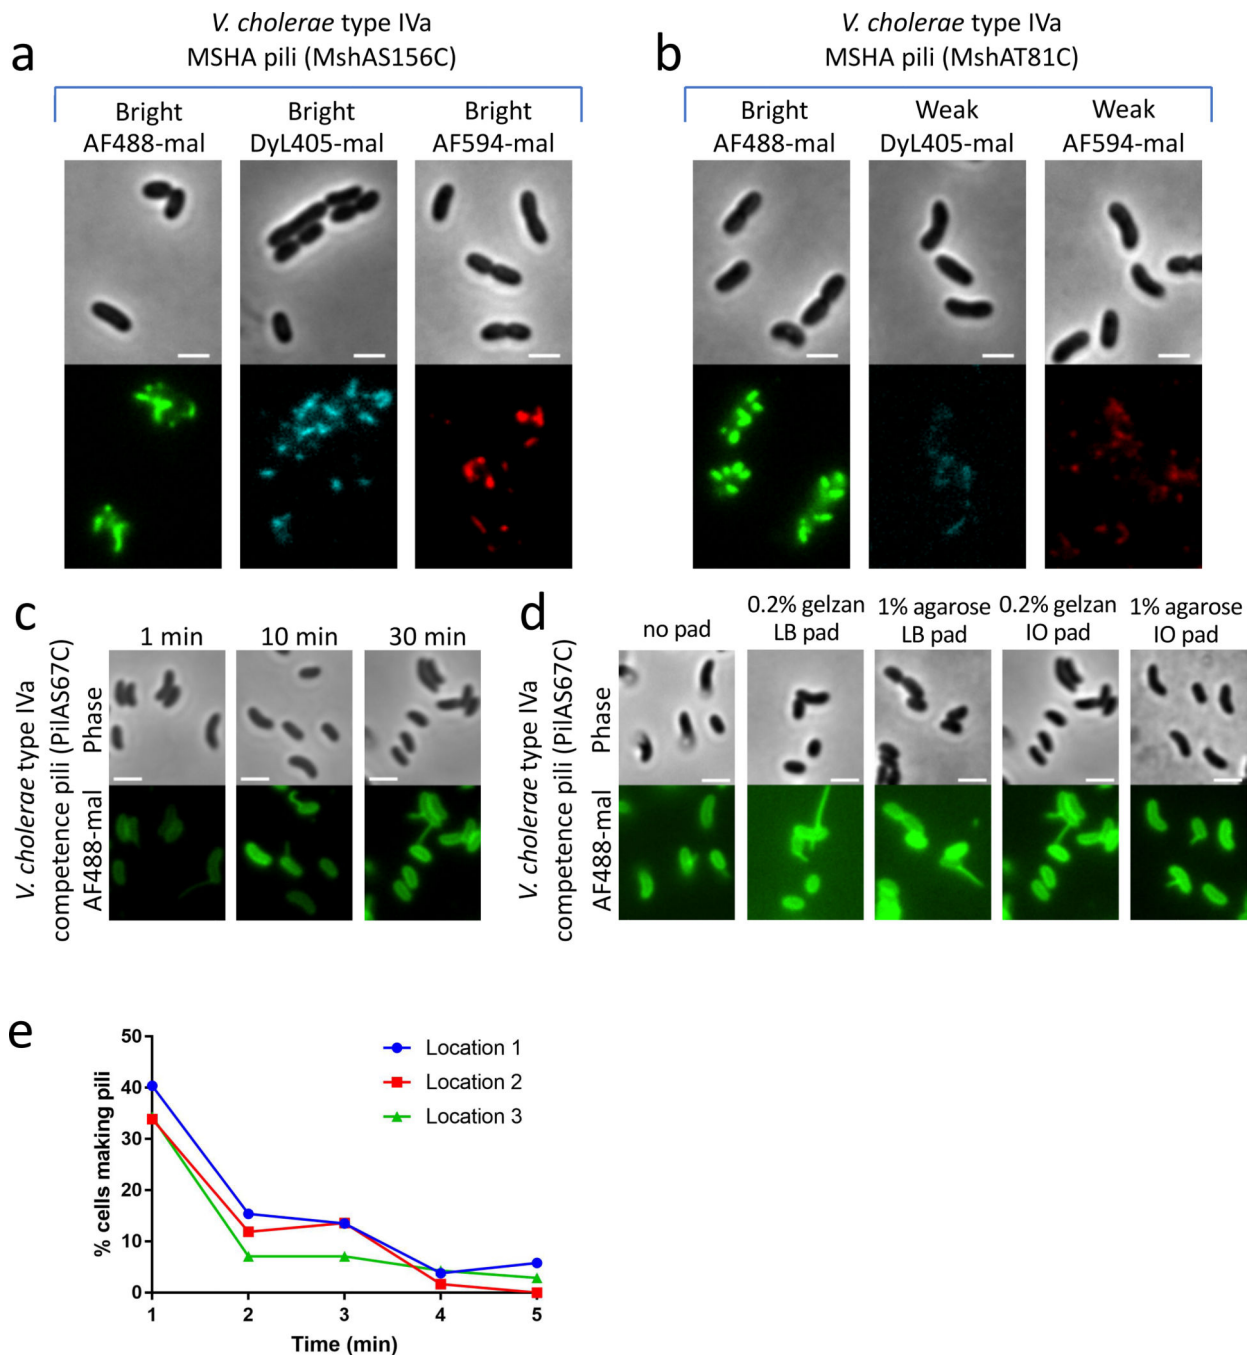 a
V. cholerae type IVa
MSHA pili (MshAS156C)
Bright
AF488-mal
Bright
DyL405-mal
Bright
AF594-mal
b
V. cholerae type IVa
MSHA pili (MshAT81C)
Bright
AF488-mal
Weak
DyL405-mal
Weak
AF594-mal
c
V. cholerae type IVa
competence pili (PilAS67C)
Phase
AF488-mal
1 min
10 min
30 min
d
V. cholerae type IVa
competence pili (PilAS67C)
Phase
AF488-mal
no pad
0.2% gelzan
LB pad
1% agarose
LB pad
0.2% gelzan
IO pad
1% agarose
IO pad
e
% cells making pili
50
40
30
20
10
0
1
2
3
4
5
Time (min)
Location 1
Location 2
Location 3